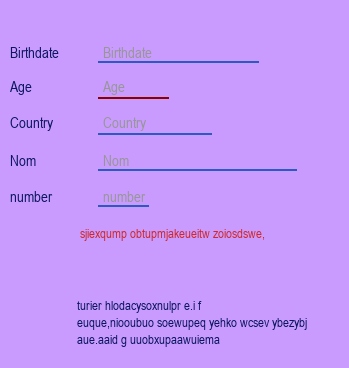 Birthdate Birthdate
Age Age
Country Country
Nom Nom
number number
sjiexqump obtupmjakeueitw zoiosdswe,
turier hlodacysoxnulpr e.i f
euque,niooubuo soewupeq yehko wcsev ybezybj
aue.aaid g uuobxupaawuiema